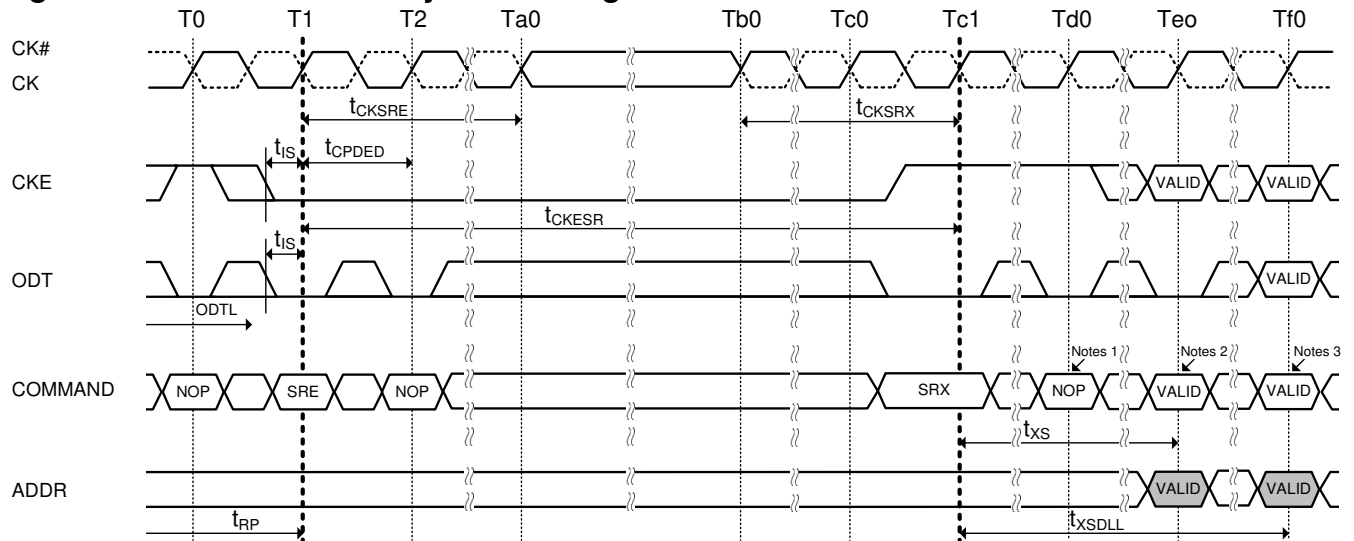 T0 T1 T2 Ta0 Tb0 Tc0 Tc1 Td0 Teo Tf0
CK#
CK
tCKSRE tCKSRX
tIS tCPDED
CKE VALID VALID
tCKESR
tIS
ODT VALID
ODTL
Notes 1 Notes 2 Notes 3
COMMAND NOP SRE NOP SRX NOP VALID VALID
tXS
ADDR VALID VALID
tRP tXSDLL